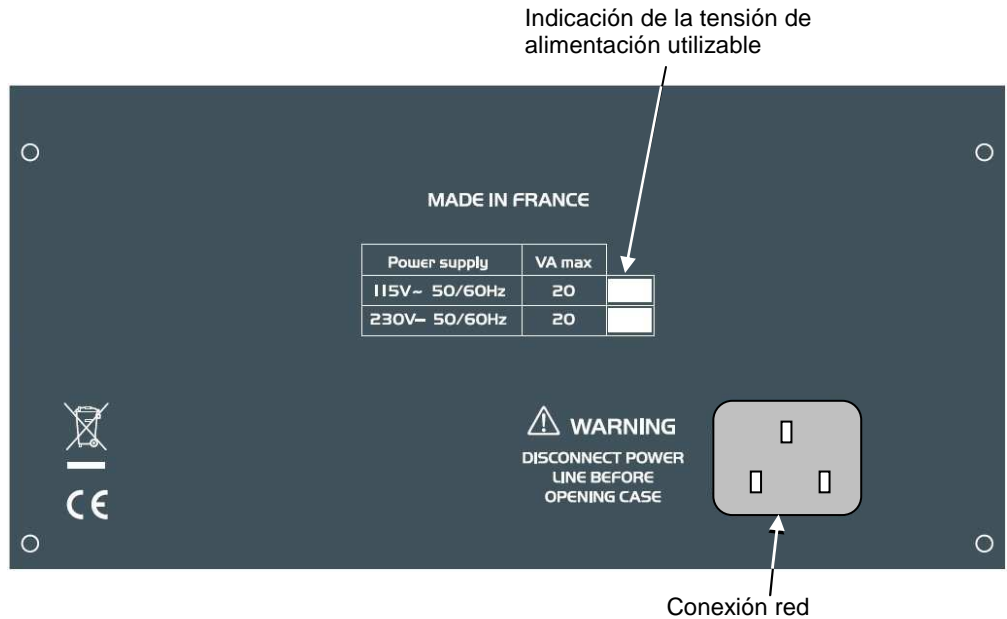 Indicación de la tensión de
alimentación utilizable
MADE IN FRANCE
Power supply VA max
115V~ 50/60Hz 20
230V– 50/60Hz 20
WARNING
DISCONNECT POWER
LINE BEFORE
OPENING CASE
CE
Conexión red